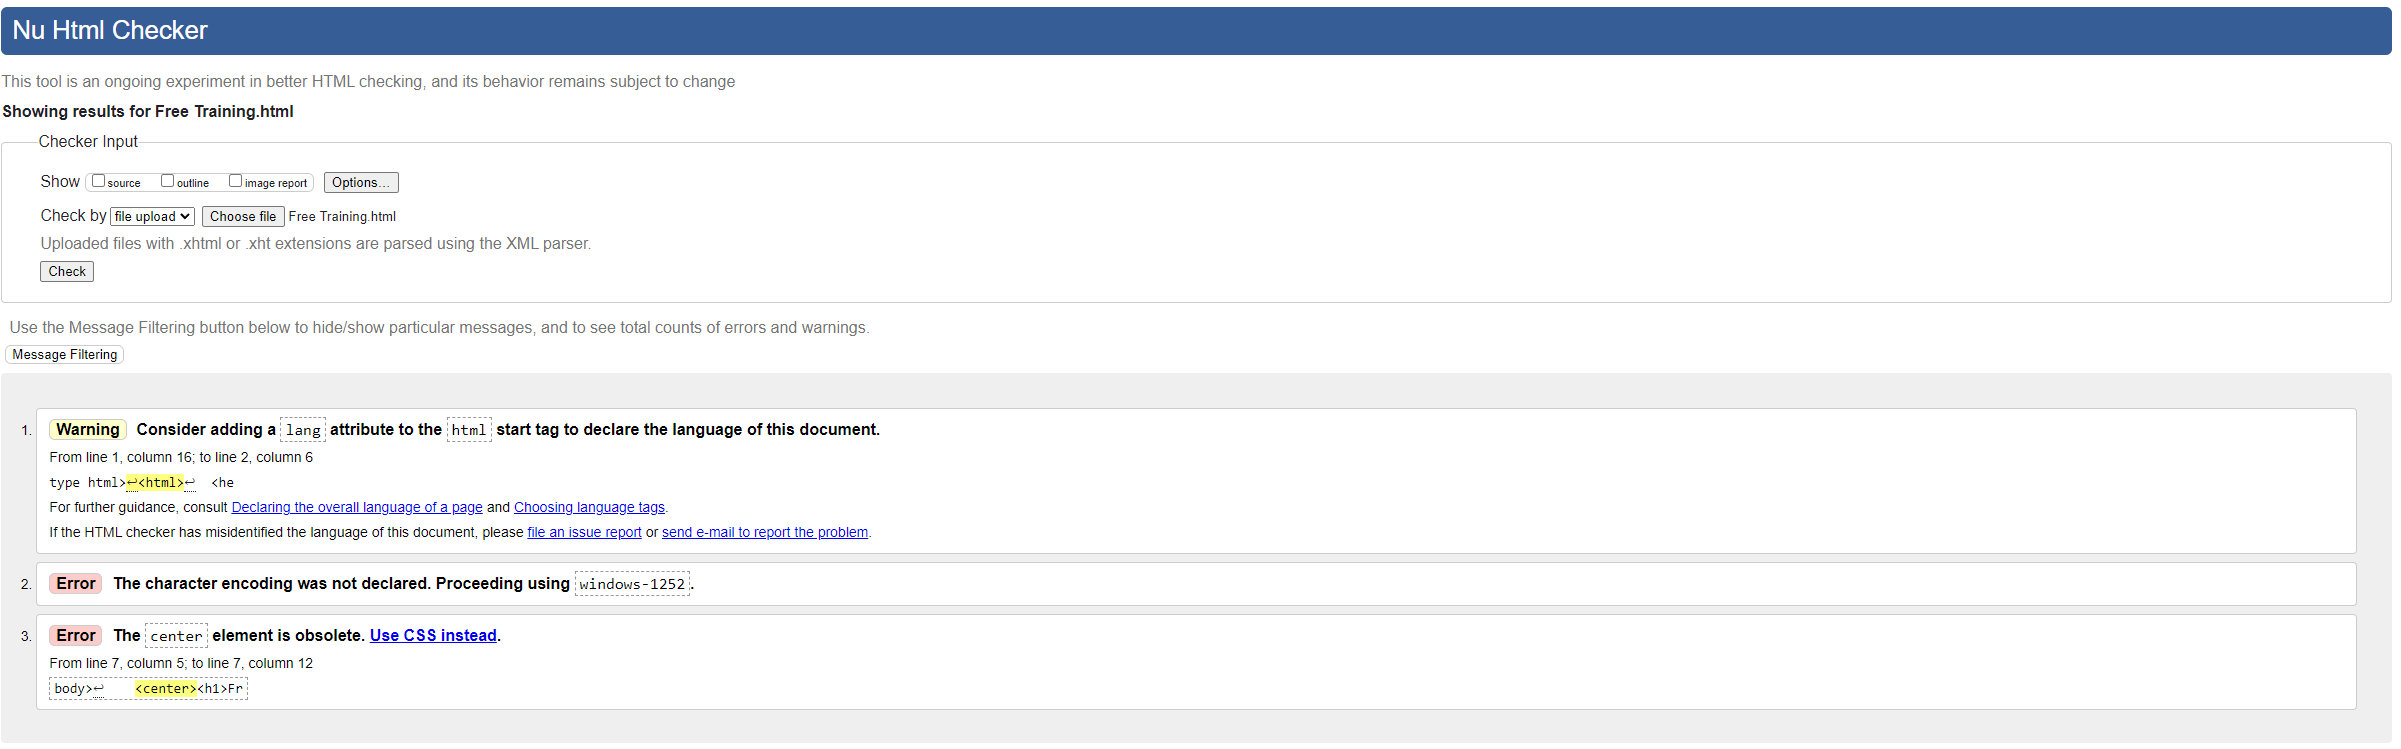 Nu Html Checker
This tool is an ongoing experiment in better HTML checking, and its behavior remains subject to change
Showing results for Free Training.html
Checker Input
Show source outline image report Options...
Check by file upload Choose file Free Training.html
Uploaded files with .xhtml or .xht extensions are parsed using the XML parser.
Check
Use the Message Filtering button below to hide/show particular messages, and to see total counts of errors and warnings.
Message Filtering
1. Warning Consider adding a lang attribute to the html start tag to declare the language of this document.
From line 1, column 16; to line 2, column 6
type html>↩<html>↩  <he
For further guidance, consult Declaring the overall language of a page and Choosing language tags.
If the HTML checker has misidentified the language of this document, please file an issue report or send e-mail to report the problem.
2. Error The character encoding was not declared. Proceeding using windows-1252.
3. Error The center element is obsolete. Use CSS instead.
From line 7, column 5; to line 7, column 12
body>↩    <center><h1>Fr